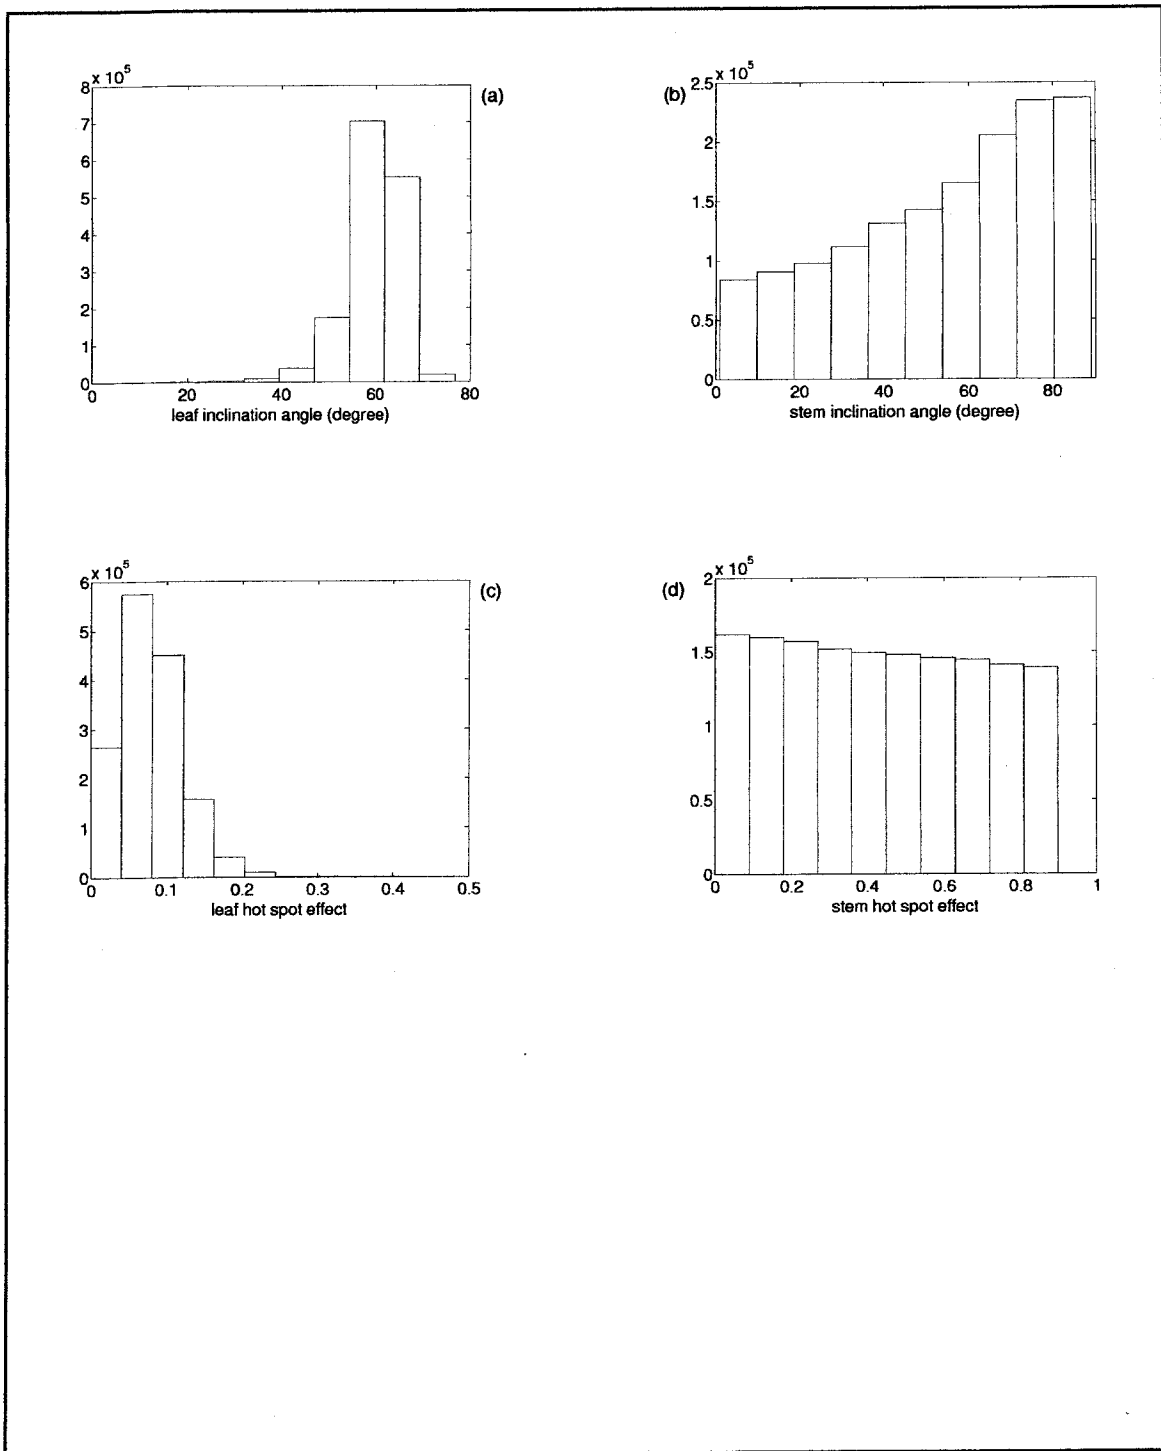 x 10^5
(a)
8
7
6
5
4
3
2
1
0
0 20 40 60 80
leaf inclination angle (degree)
x 10^5
(b)
2.5
2
1.5
1
0.5
0
0 20 40 60 80
stem inclination angle (degree)
x 10^5
(c)
6
5
4
3
2
1
0
0 0.1 0.2 0.3 0.4 0.5
leaf hot spot effect
x 10^5
(d)
2
1.5
1
0.5
0
0 0.2 0.4 0.6 0.8 1
stem hot spot effect